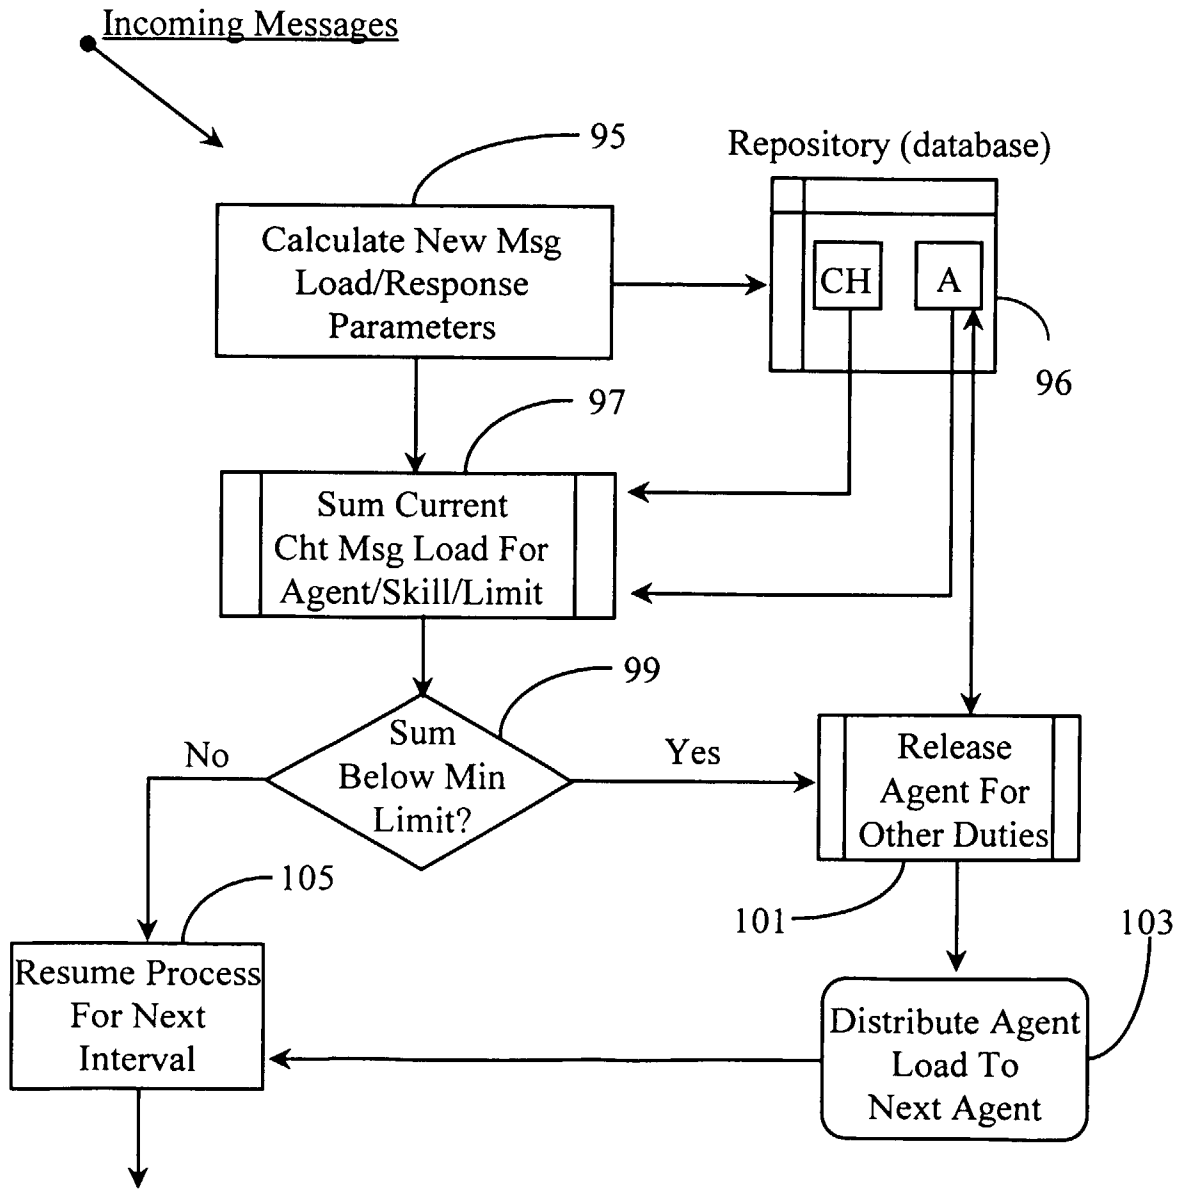 Incoming Messages
95
Repository (database)
Calculate New Msg
Load/Response
Parameters
CH
A
96
97
Sum Current
Cht Msg Load For
Agent/Skill/Limit
99
Sum
Below Min
Limit?
No
Yes
Release
Agent For
Other Duties
105
101
103
Resume Process
For Next
Interval
Distribute Agent
Load To
Next Agent